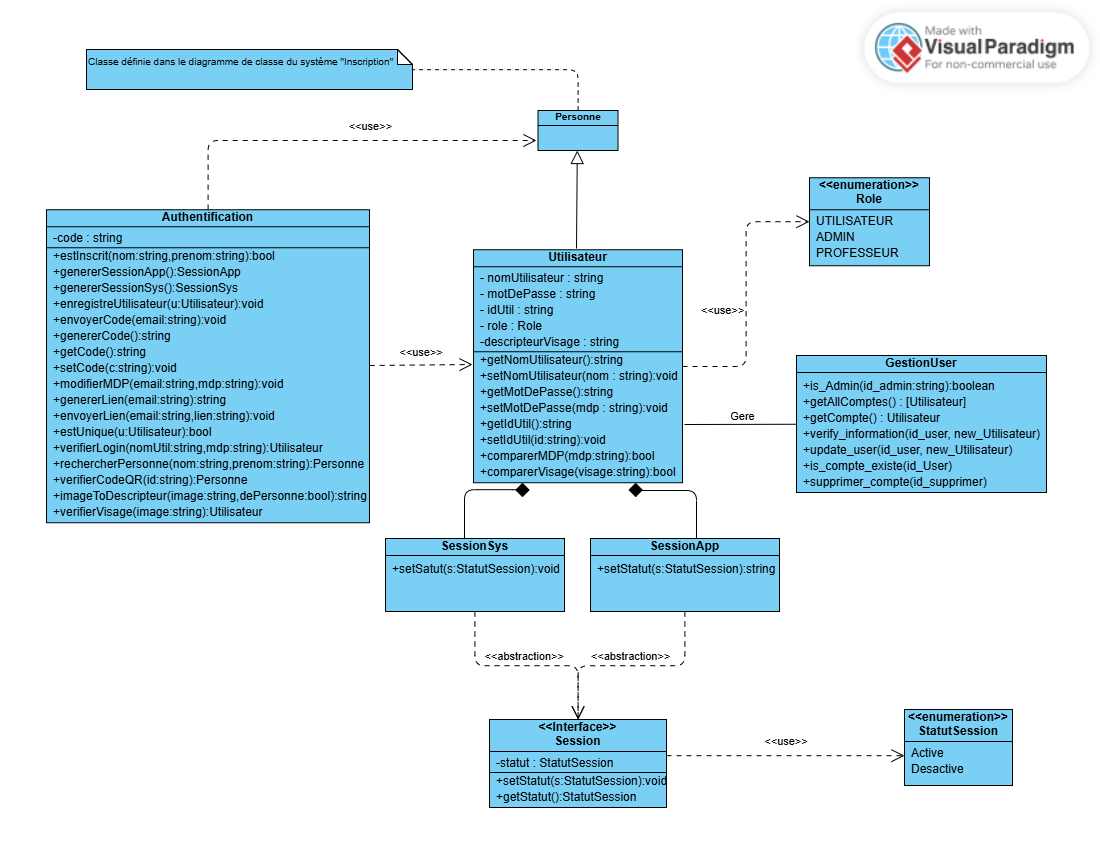 Made with
Visual Paradigm
For non-commercial use
Classe définie dans le diagramme de classe du système "Inscription"
Personne
<<use>>
Authentification
-code : string
+estInscrit(nom:string,prenom:string):bool
+genererSessionApp():SessionApp
+genererSessionSys():SessionSys
+enregistreUtilisateur(u:Utilisateur):void
+envoyerCode(email:string):void
+genererCode():string
+getCode():string
+setCode(c:string):void
+modifierMDP(email:string,mdp:string):void
+genererLien(email:string):string
+envoyerLien(email:string,lien:string):void
+estUnique(u:Utilisateur):bool
+verifierLogin(nomUtil:string,mdp:string):Utilisateur
+rechercherPersonne(nom:string,prenom:string):Personne
+verifierCodeQR(id:string):Personne
+imageToDescripteur(image:string,dePersonne:bool):string
+verifierVisage(image:string):Utilisateur
<<use>>
Utilisateur
- nomUtilisateur : string
- motDePasse : string
- idUtil : string
- role : Role
-descripteurVisage : string
+getNomUtilisateur():string
+setNomUtilisateur(nom : string):void
+getMotDePasse():string
+setMotDePasse(mdp : string):void
+getIdUtil():string
+setIdUtil(id:string):void
+comparerMDP(mdp:string):bool
+comparerVisage(visage:string):bool
<<use>>
<<enumeration>>
Role
UTILISATEUR
ADMIN
PROFESSEUR
Gere
GestionUser
+is_Admin(id_admin:string):boolean
+getAllComptes() : [Utilisateur]
+getCompte() : Utilisateur
+verify_information(id_user, new_Utilisateur)
+update_user(id_user, new_Utilisateur)
+is_compte_existe(id_User)
+supprimer_compte(id_supprimer)
SessionSys
+setSatut(s:StatutSession):void
SessionApp
+setStatut(s:StatutSession):string
<<abstraction>>
<<abstraction>>
<<Interface>>
Session
-statut : StatutSession
+setStatut(s:StatutSession):void
+getStatut():StatutSession
<<use>>
<<enumeration>>
StatutSession
Active
Desactive